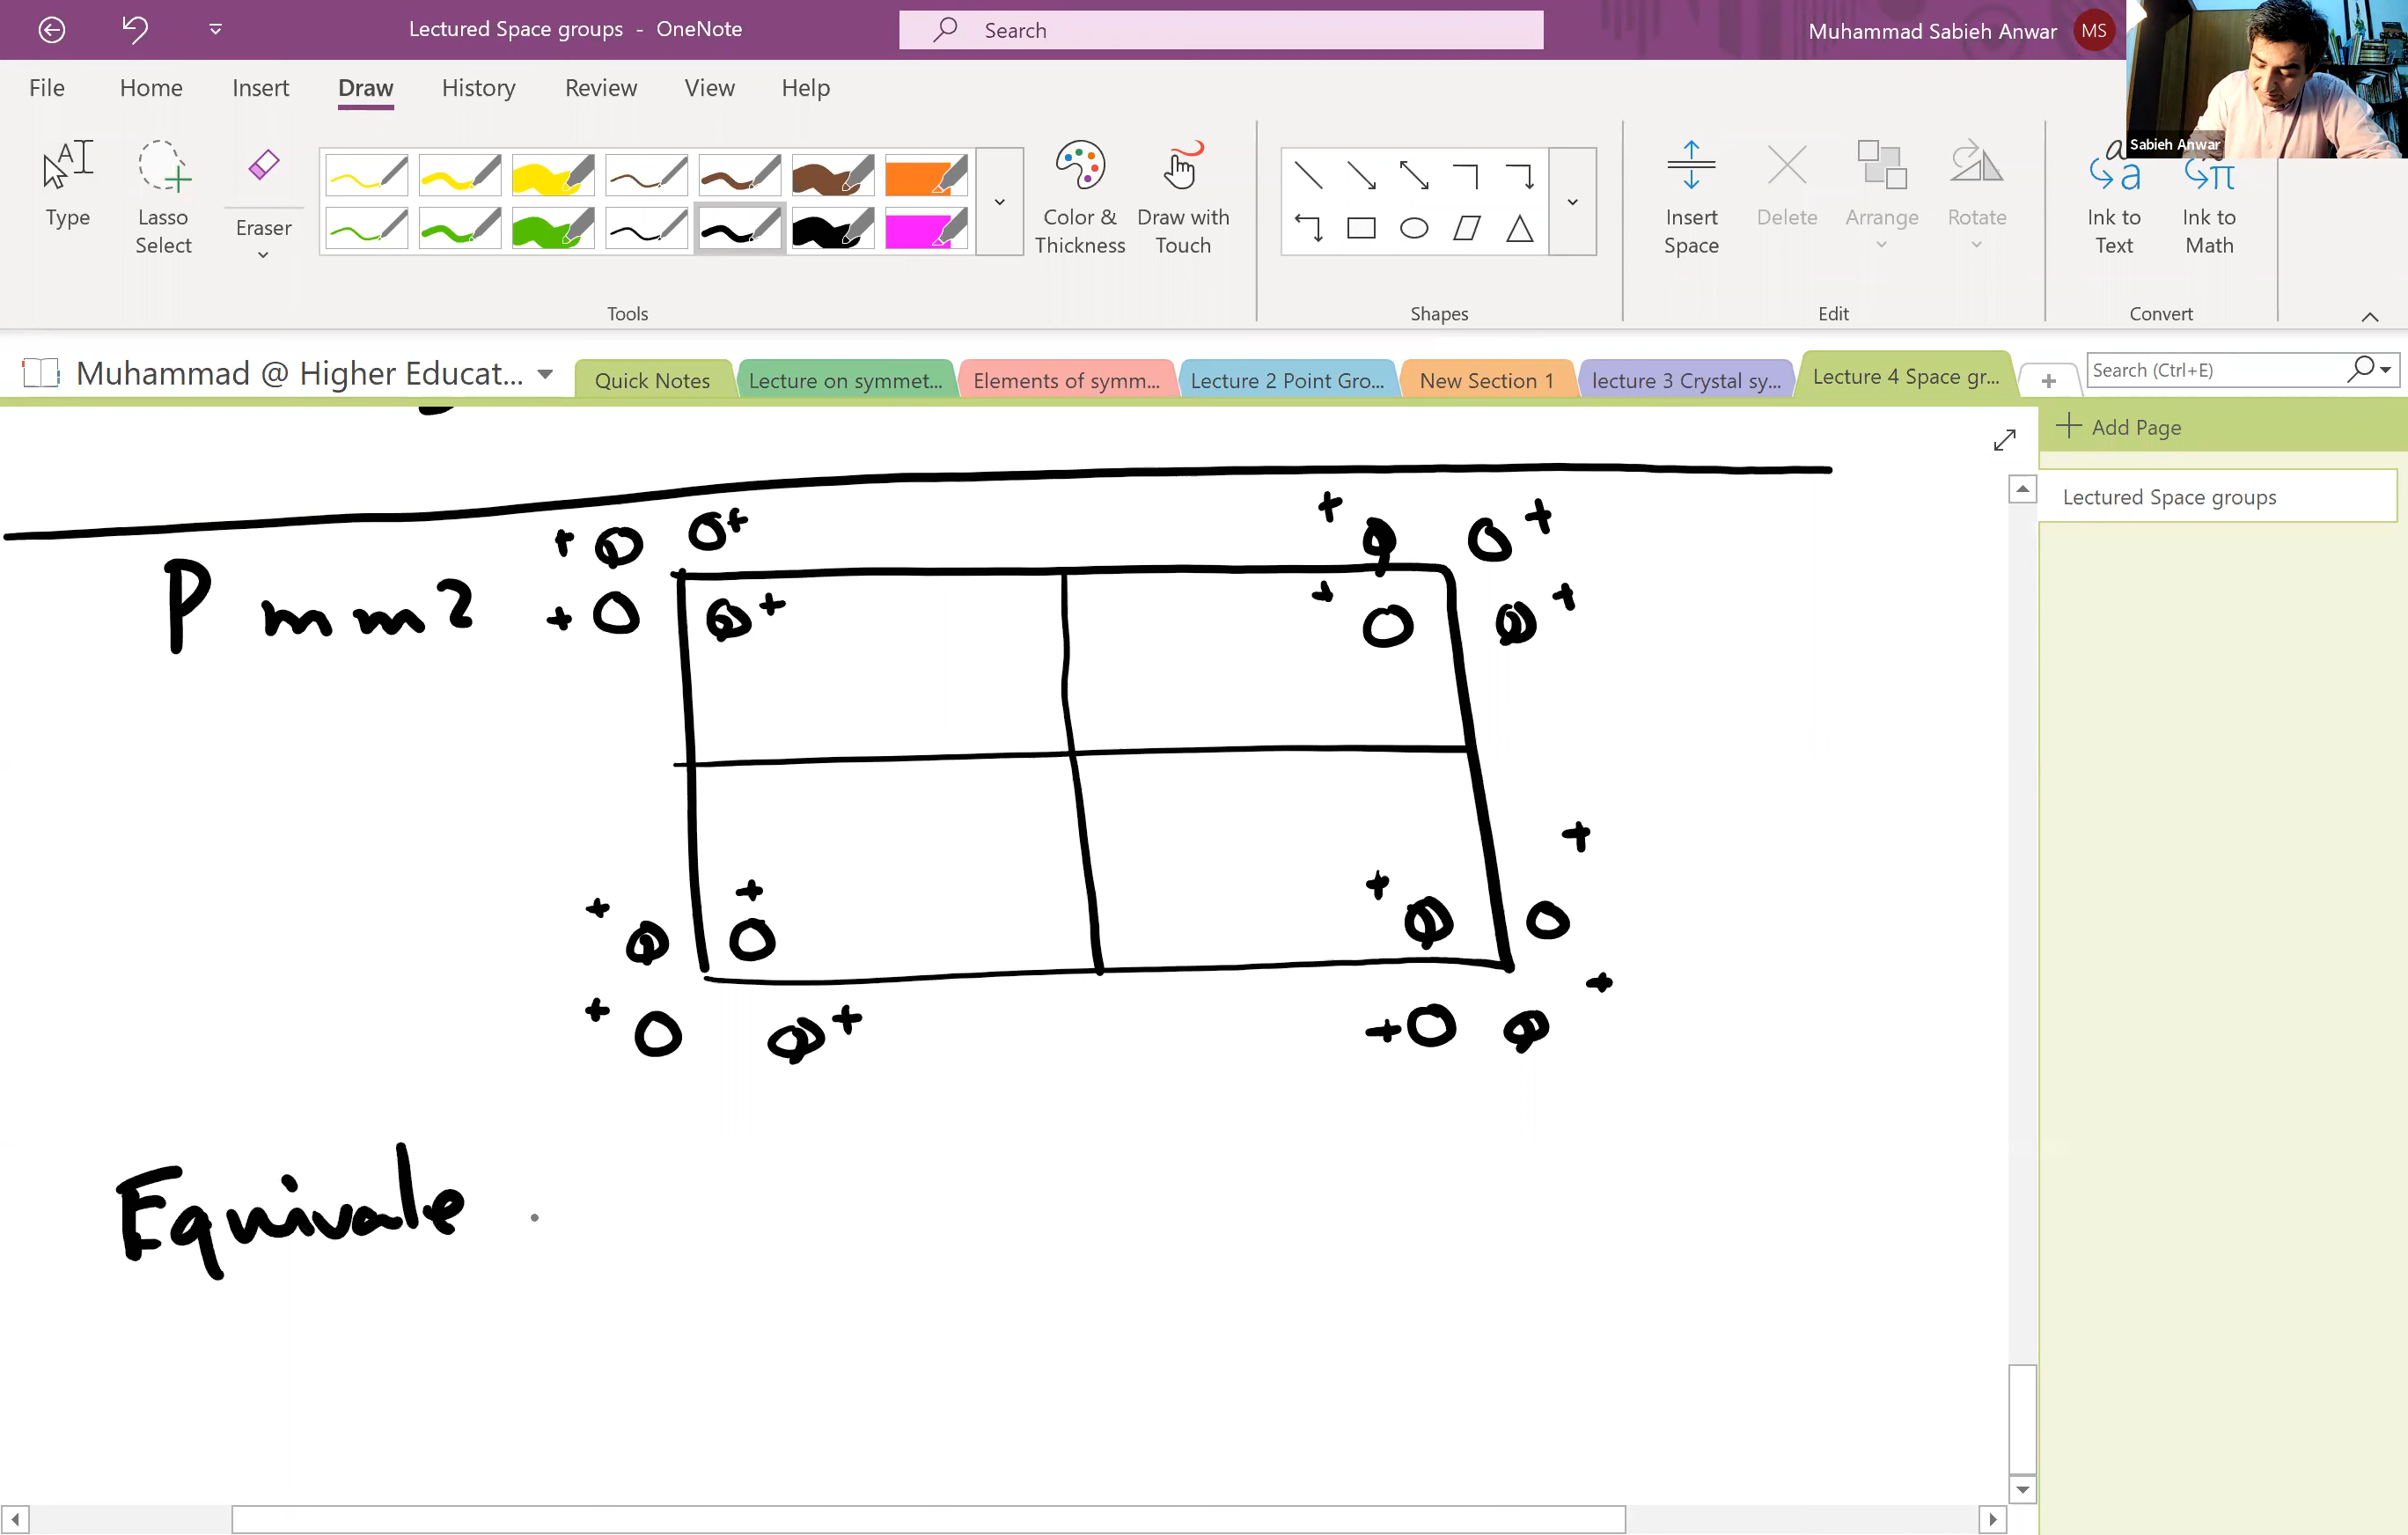 Lectured Space groups - OneNote
Search
Muhammad Sabieh Anwar
MS
Sabieh Anwar
File Home Insert Draw History Review View Help
Type
Lasso Select
Eraser
Color & Thickness
Draw with Touch
Insert Space
Delete
Arrange
Rotate
Ink to Text
Ink to Math
Tools
Shapes
Edit
Convert
Muhammad @ Higher Educat...
Quick Notes
Lecture on symmet...
Elements of symm...
Lecture 2 Point Gro...
New Section 1
lecture 3 Crystal sy...
Lecture 4 Space gr...
+
Search (Ctrl+E)
Add Page
Lectured Space groups
+ +
+ +
P mm2
+ + + +
+ + +
+
+ + +
+ + +
Equivale